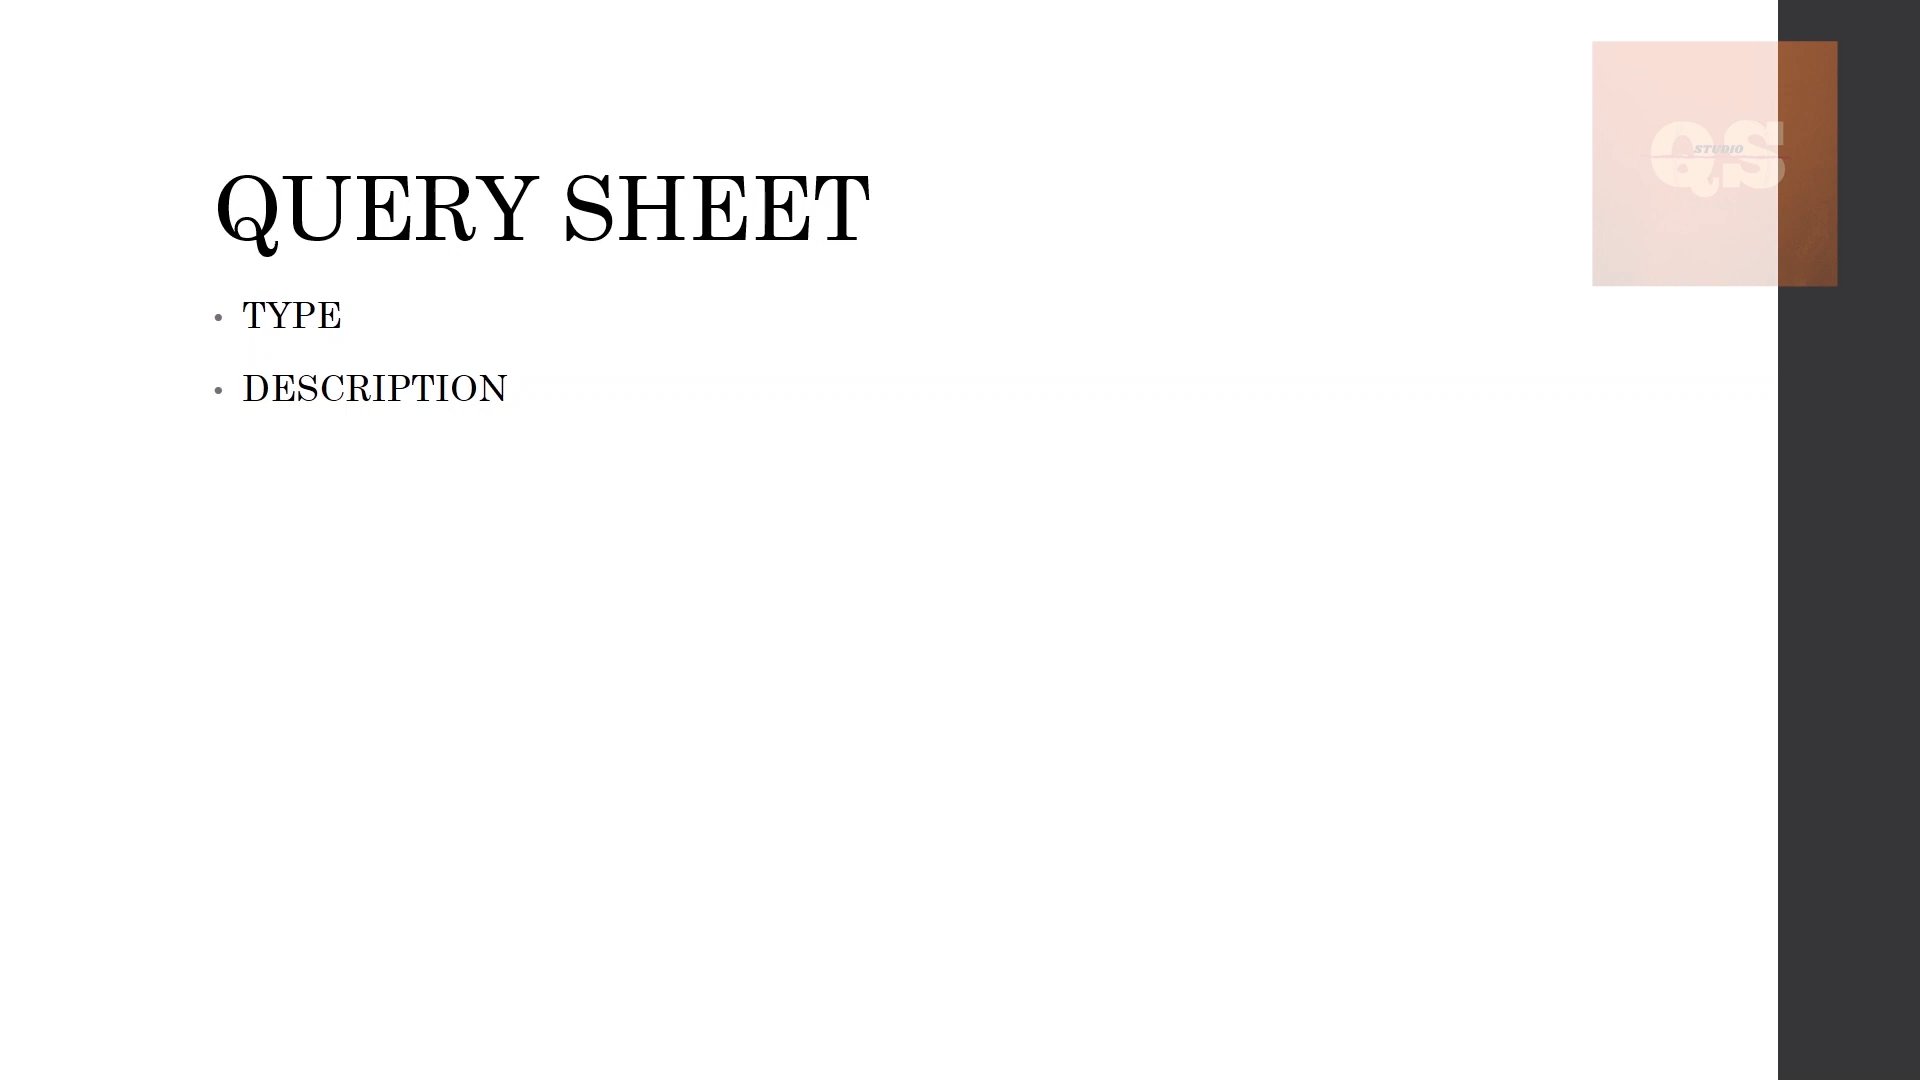 QUERY SHEET
• TYPE
• DESCRIPTION
QS
STUDIO